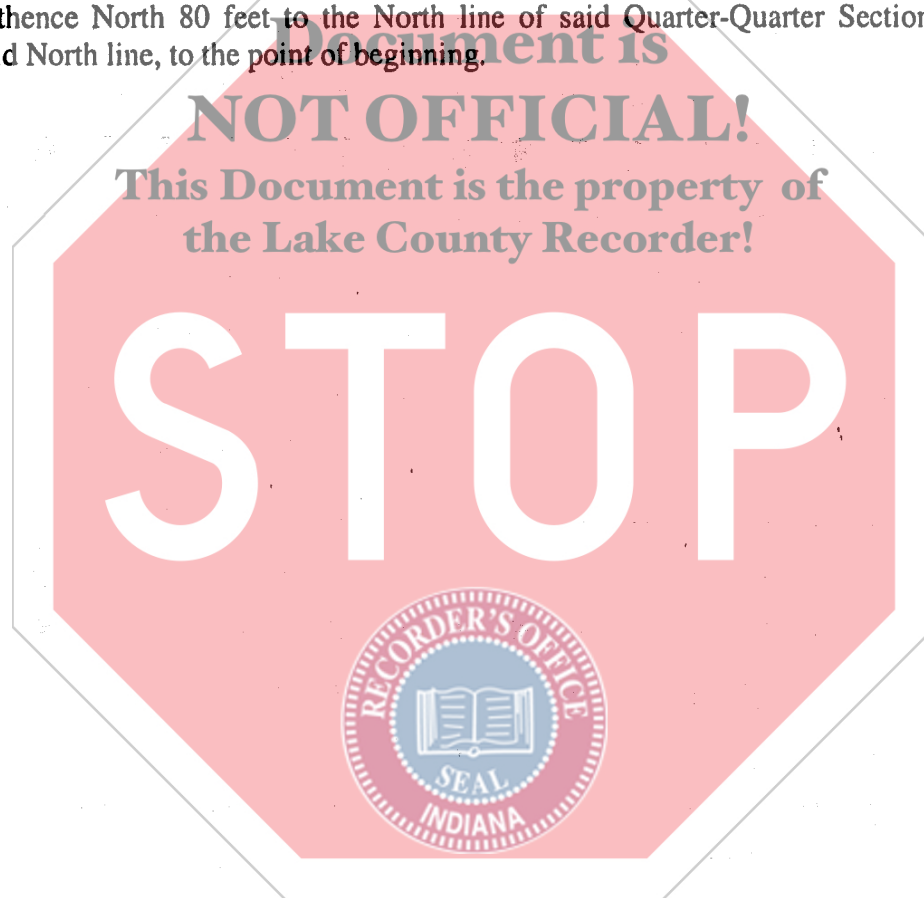 thence North 80 feet to the North line of said Quarter-Quarter Section
d North line, to the point of beginning.
Document is
NOT OFFICIAL!
This Document is the property of
the Lake County Recorder!
STOP
RECORDER'S OFFICE
SEAL
INDIANA